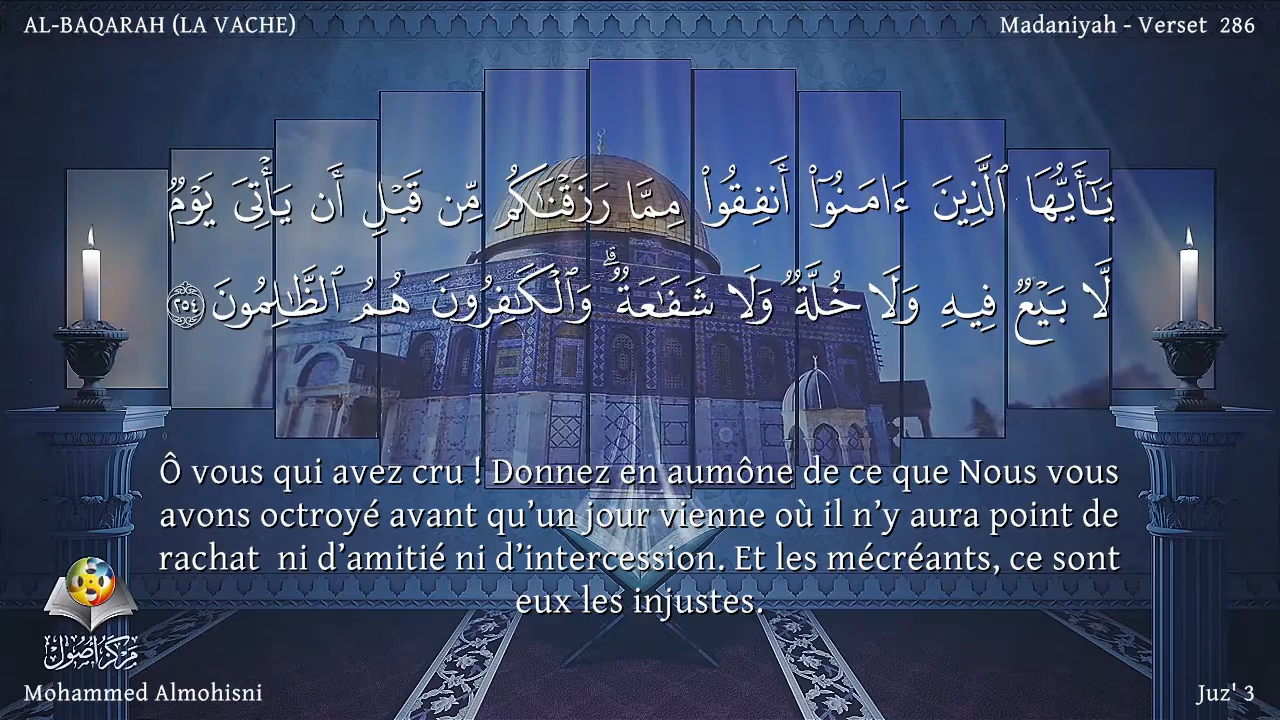 AL-BAQARAH (LA VACHE)
Madaniyah - Verset  286
يَـٰٓأَيُّهَا ٱلَّذِينَ ءَامَنُوٓا۟ أَنفِقُوا۟ مِمَّا رَزَقْنَـٰكُم مِّن قَبْلِ أَن يَأْتِىَ يَوْمٌ
لَّا بَيْعٌ فِيهِ وَلَا خُلَّةٌ وَلَا شَفَـٰعَةٌ ۗ وَٱلْكَـٰفِرُونَ هُمُ ٱلظَّـٰلِمُونَ ٢٥٤
Ô vous qui avez cru ! Donnez en aumône de ce que Nous vous
avons octroyé avant qu’un jour vienne où il n’y aura point de
rachat  ni d’amitié ni d’intercession. Et les mécréants, ce sont
eux les injustes.
مركز أصول
Mohammed Almohisni
Juz' 3